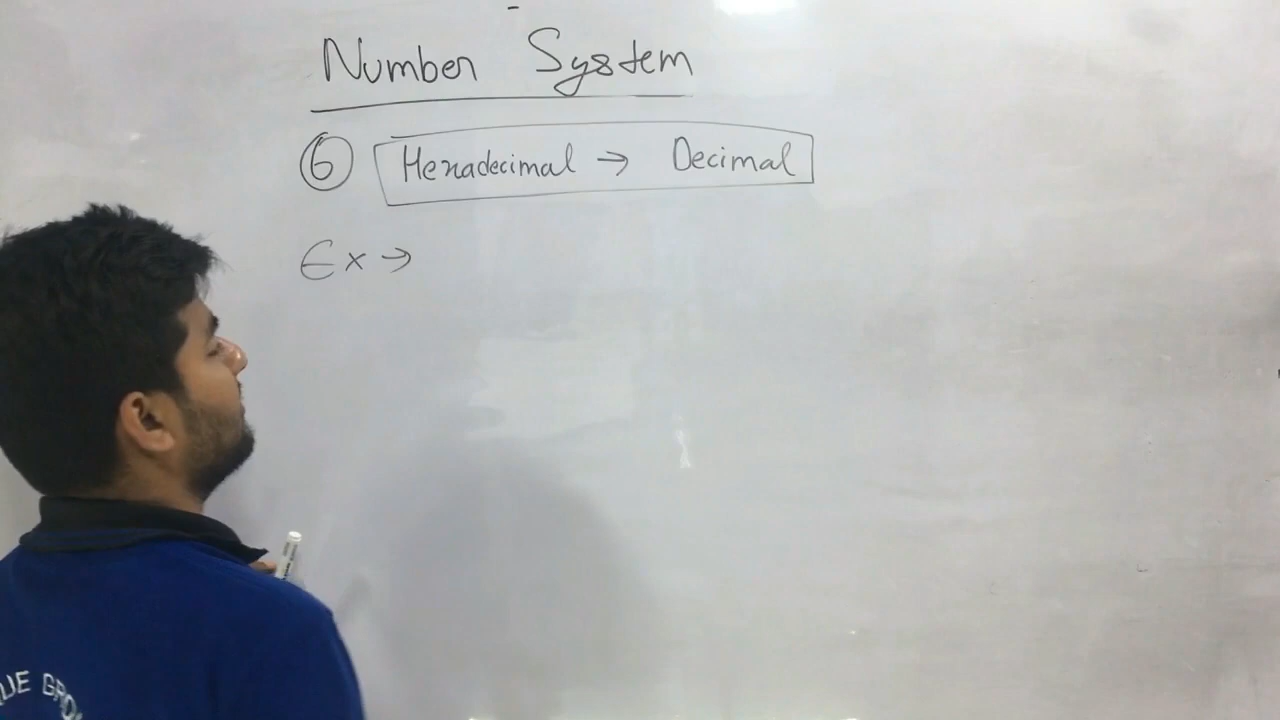 Number System
6 Hexadecimal → Decimal
Ex →